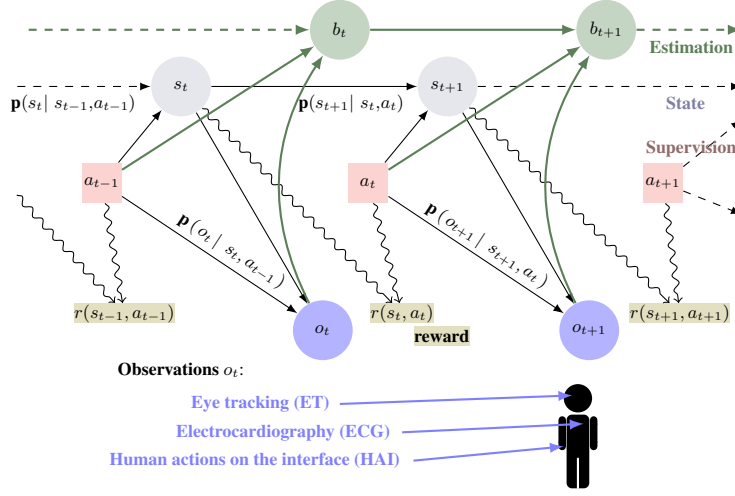 b_t
b_{t+1}
Estimation
s_t
s_{t+1}
p(s_t| s_{t−1},a_{t−1})
p(s_{t+1}| s_t,a_t)
State
Supervision
a_{t−1}
a_t
a_{t+1}
p(o_t | s_t, a_{t−1})
p(o_{t+1} | s_{t+1}, a_t)
r(s_{t−1}, a_{t−1})
r(s_t, a_t)
r(s_{t+1}, a_{t+1})
o_t
reward
o_{t+1}
Observations o_t:
Eye tracking (ET)
Electrocardiography (ECG)
Human actions on the interface (HAI)